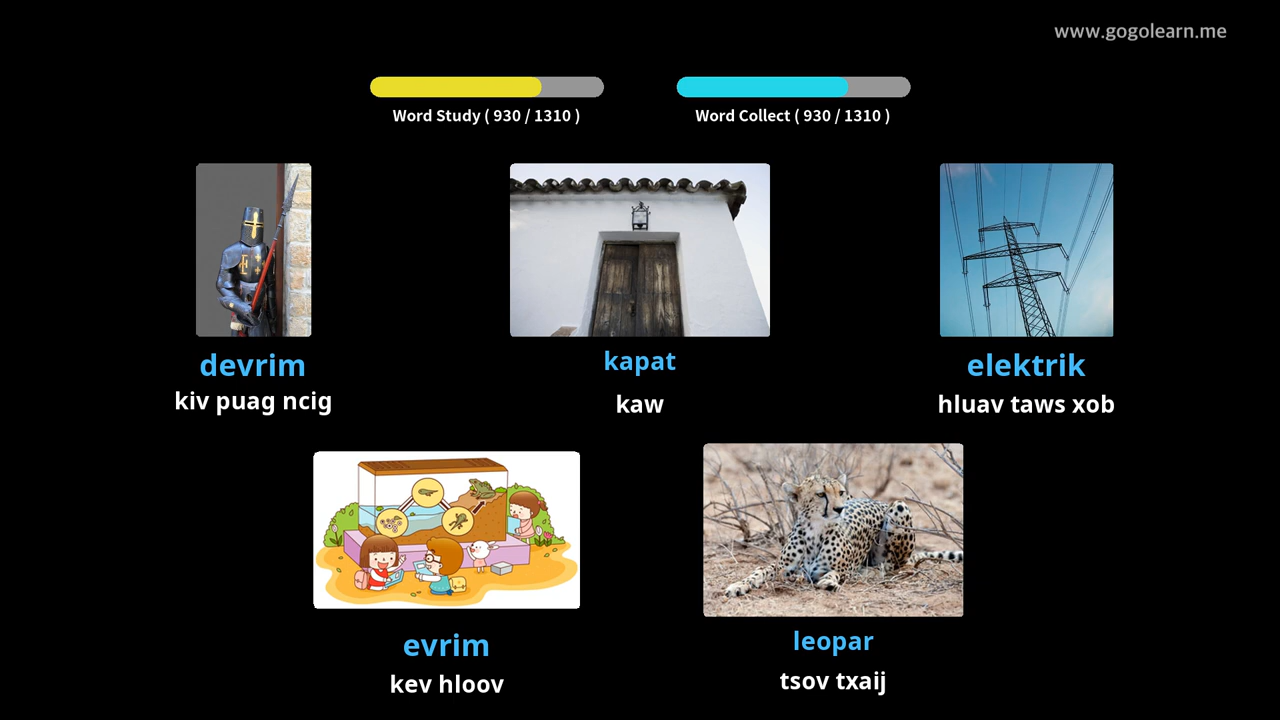 www.gogolearn.me
Word Study ( 930 / 1310 )
Word Collect ( 930 / 1310 )
devrim
kiv puag ncig
kapat
kaw
elektrik
hluav taws xob
evrim
kev hloov
leopar
tsov txaij